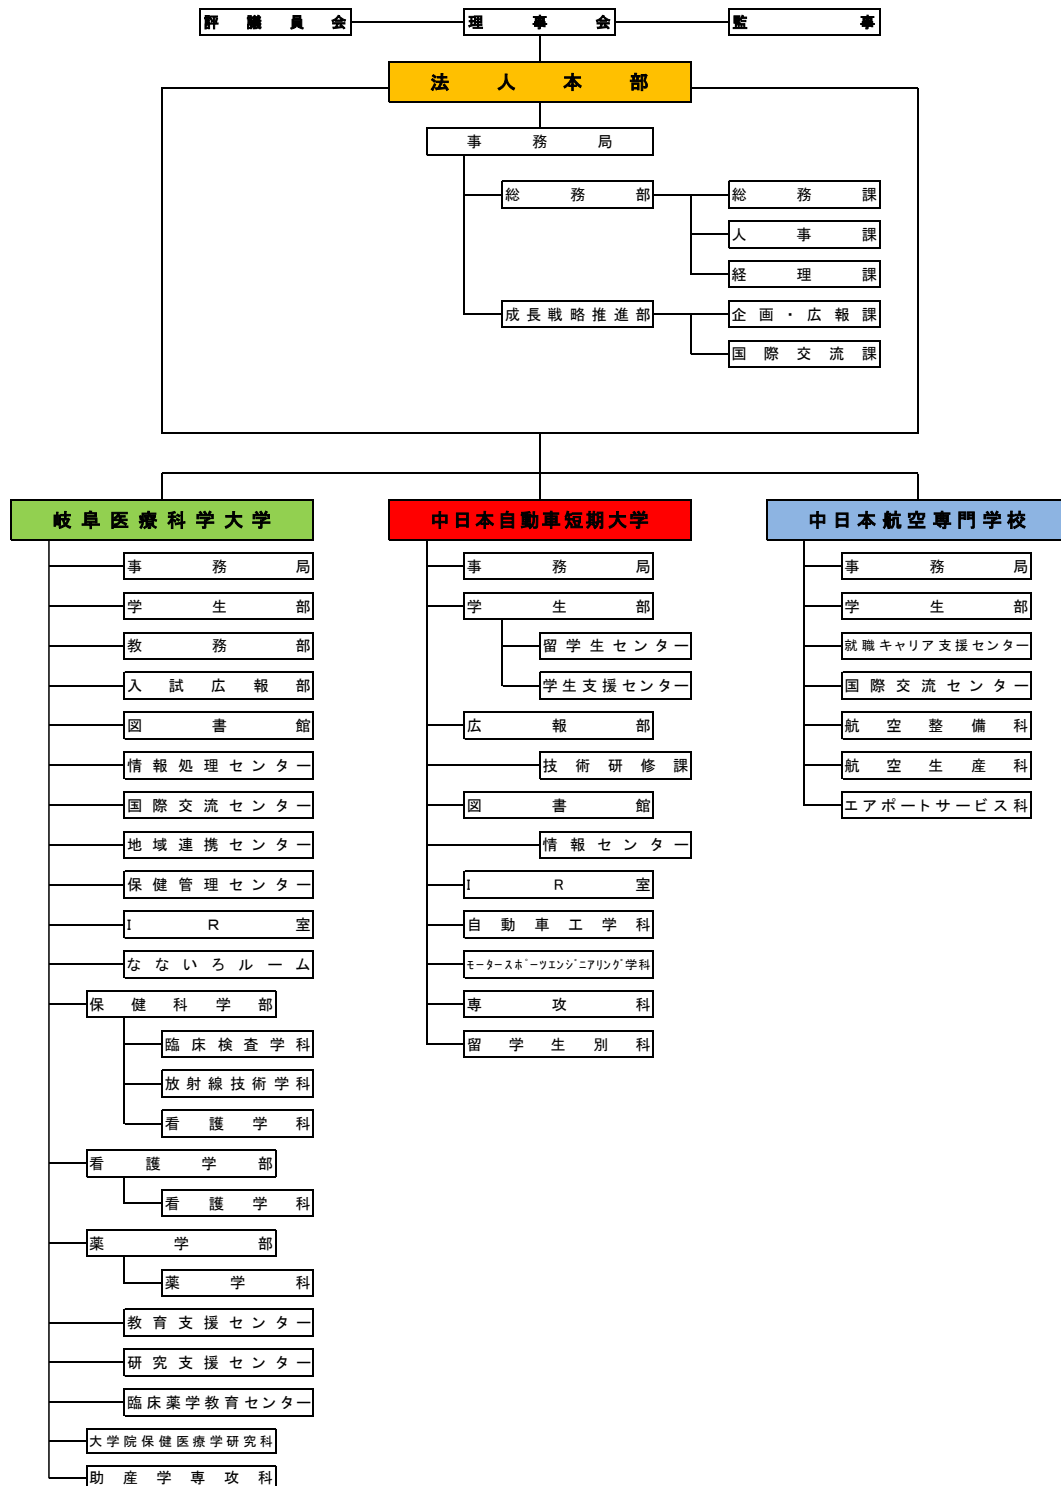 評議員会 理事会 監事
法人本部
事務局
総務部 総務課
人事課
経理課
成長戦略推進部 企画・広報課
国際交流課
岐阜医療科学大学
事務局
学生部
教務部
入試広報部
図書館
情報処理センター
国際交流センター
地域連携センター
保健管理センター
IR室
なないろルーム
保健科学部
臨床検査学科
放射線技術学科
看護学科
看護学部
看護学科
薬学部
薬学科
教育支援センター
研究支援センター
臨床薬学教育センター
大学院保健医療学研究科
助産学専攻科
中日本自動車短期大学
事務局
学生部
留学生センター
学生支援センター
広報部
技術研修課
図書館
情報センター
IR室
自動車工学科
モータースポーツエンジニアリング学科
専攻科
留学生別科
中日本航空専門学校
事務局
学生部
就職キャリア支援センター
国際交流センター
航空整備科
航空生産科
エアポートサービス科